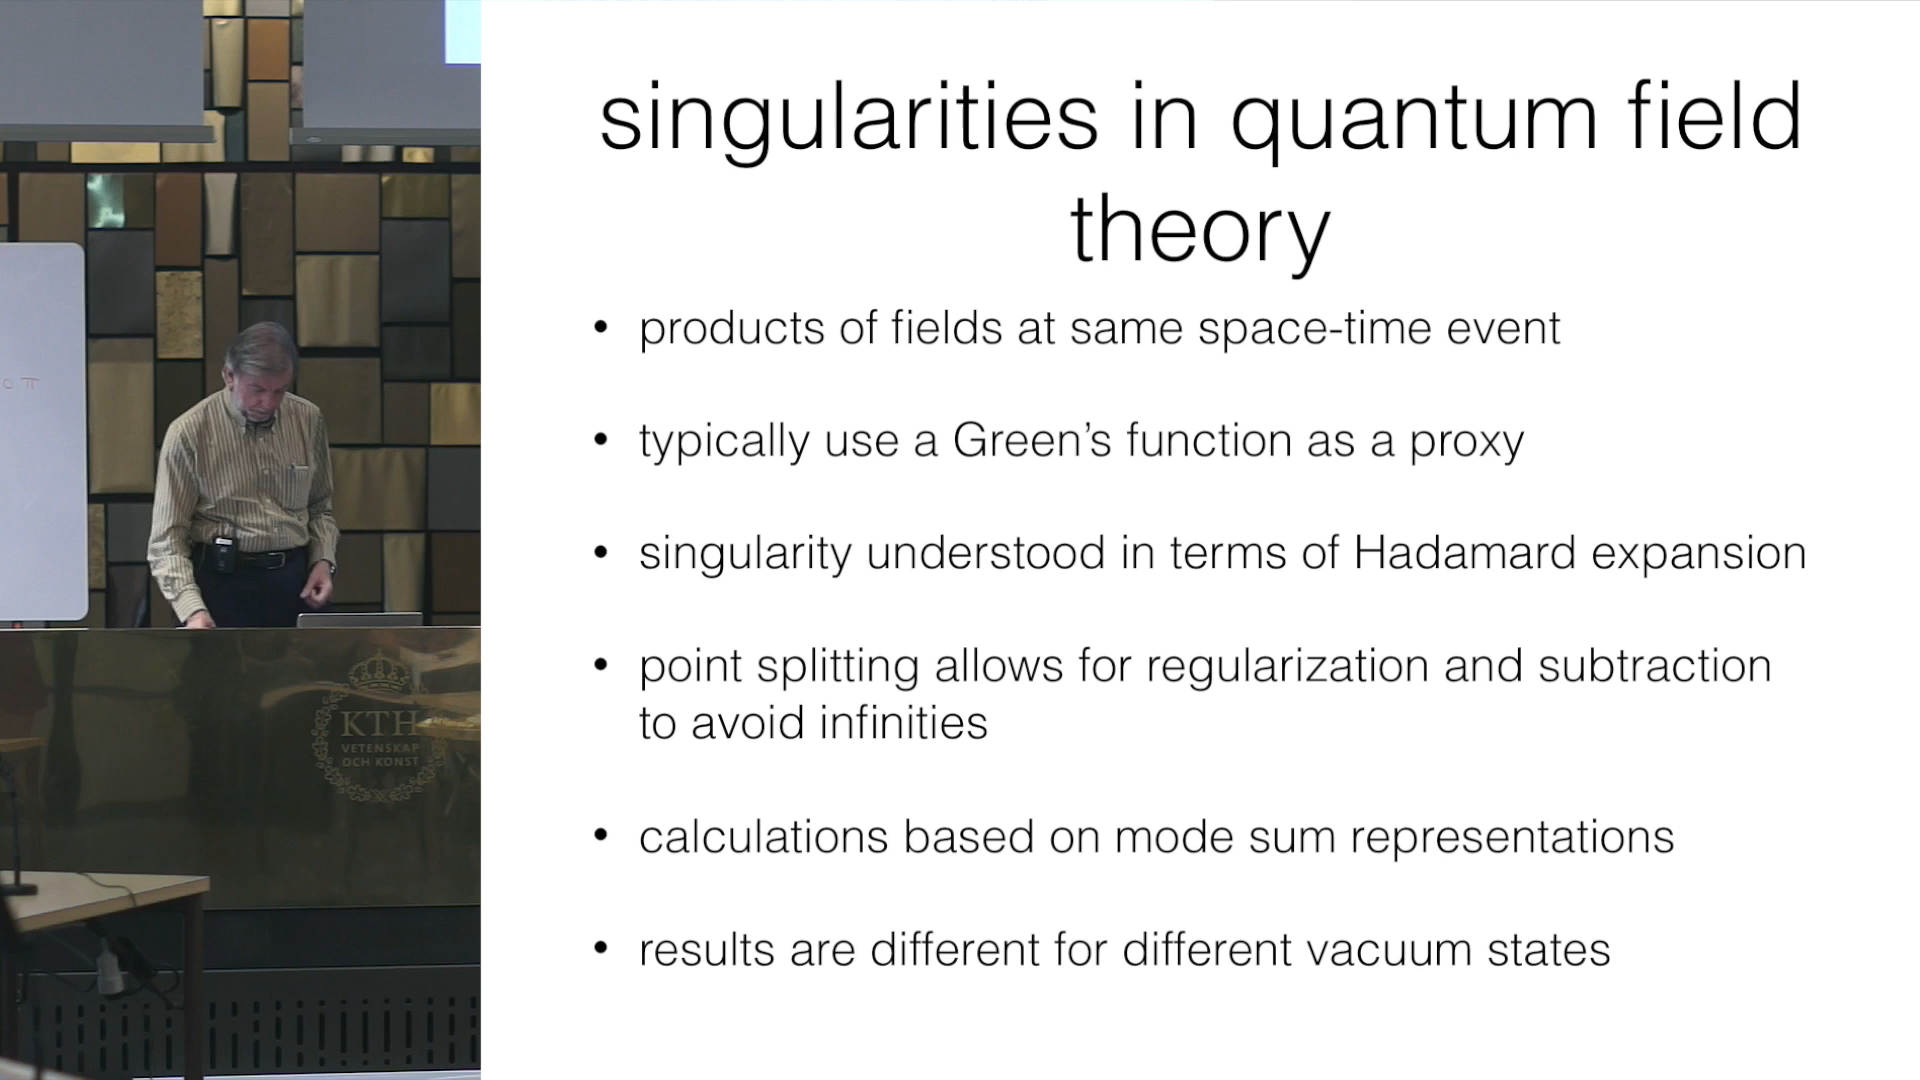 singularities in quantum field
theory
• products of fields at same space-time event
• typically use a Green's function as a proxy
• singularity understood in terms of Hadamard expansion
• point splitting allows for regularization and subtraction
to avoid infinities
• calculations based on mode sum representations
• results are different for different vacuum states
KTH
VETENSKAP
OCH KONST